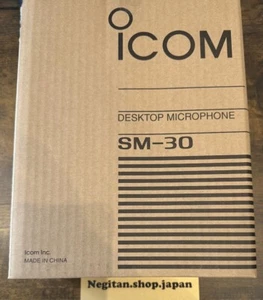 ICOM
DESKTOP MICROPHONE
SM-30
Icom Inc.
MADE IN CHINA
Negitan.shop.japan